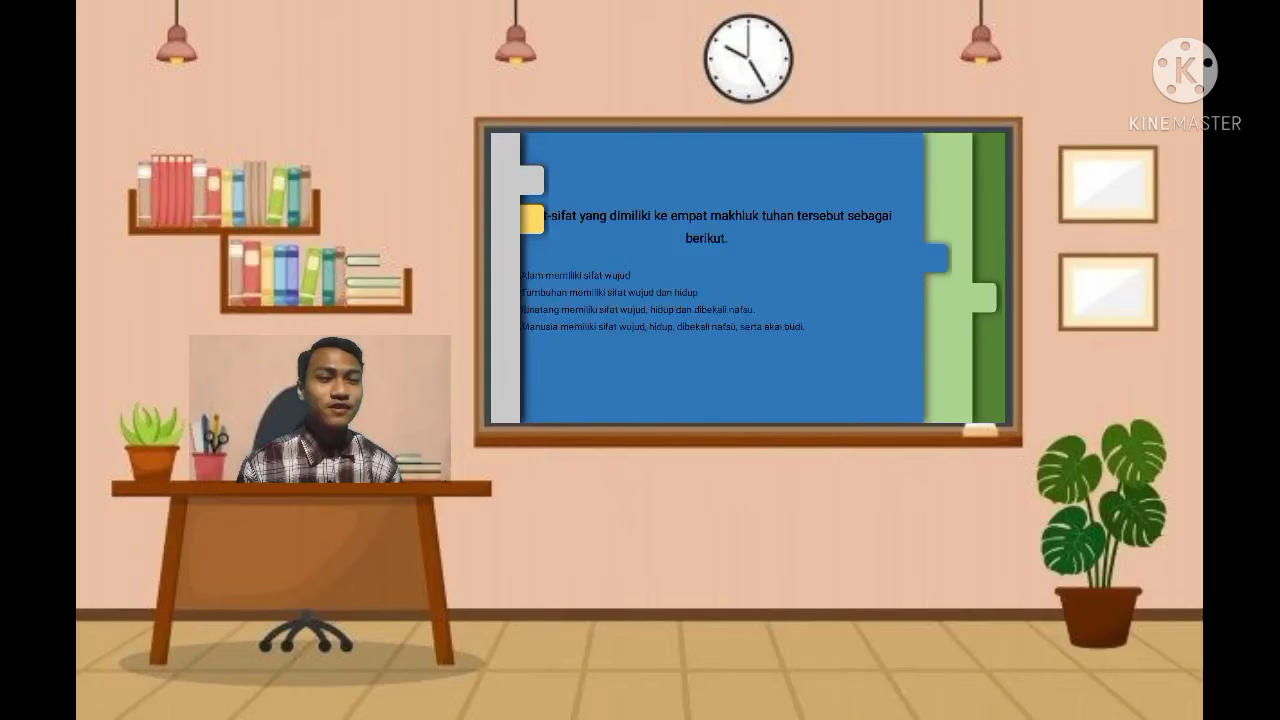 t-sifat yang dimiliki ke empat makhluk tuhan tersebut sebagai
berikut.
Alam memiliki sifat wujud
Tumbuhan memiliki sifat wujud dan hidup
Binatang memiliki sifat wujud, hidup dan dibekali nafsu.
Manusia memiliki sifat wujud, hidup, dibekali nafsu, serta akal budi.
K
KINEMASTER